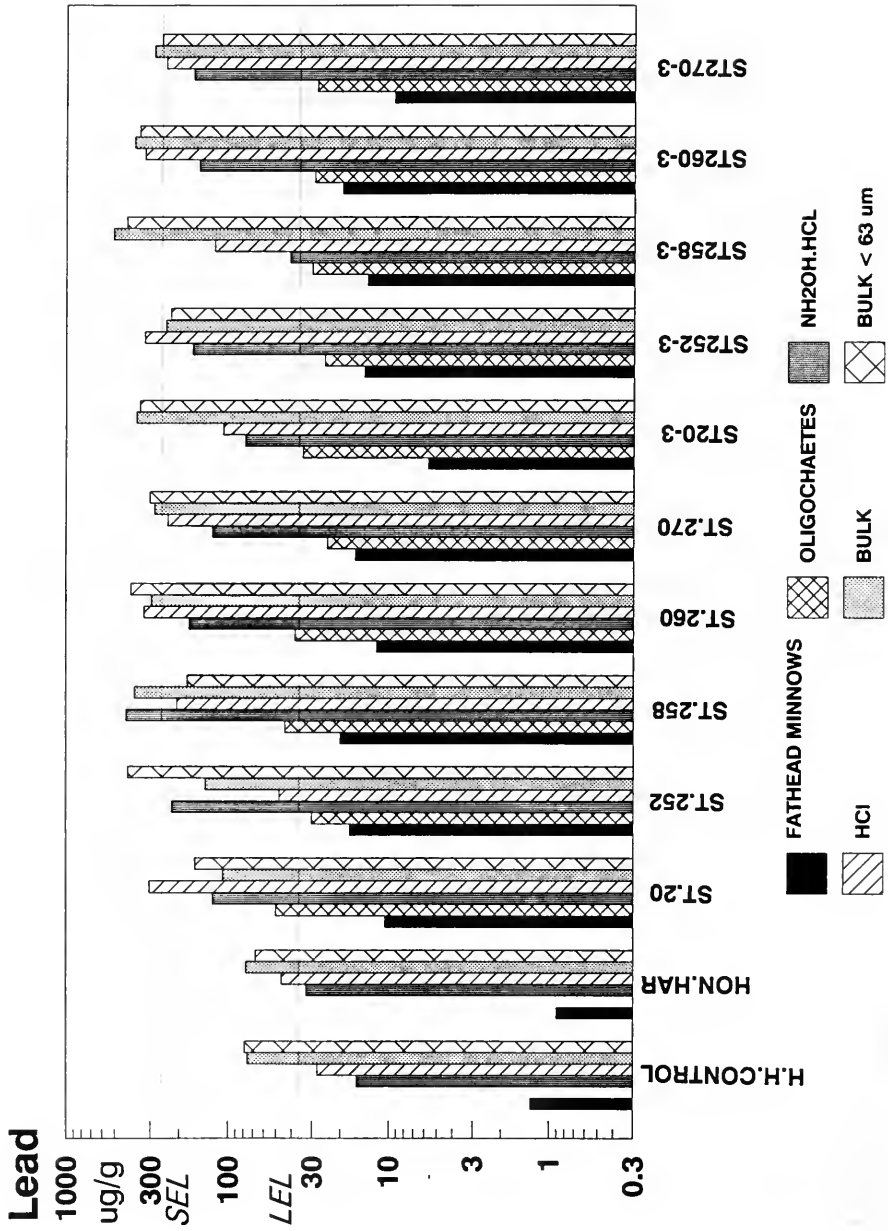 Lead
1000
ug/g
300
SEL
100
LEL
30
10
3
1
0.3
H.H.CONTROL
HON.HAR
ST.20
ST.252
ST.258
ST.260
ST.270
ST20-3
ST252-3
ST258-3
ST260-3
ST270-3
FATHEAD MINNOWS
OLIGOCHAETES
NH2OH.HCL
HCl
BULK
BULK < 63 um